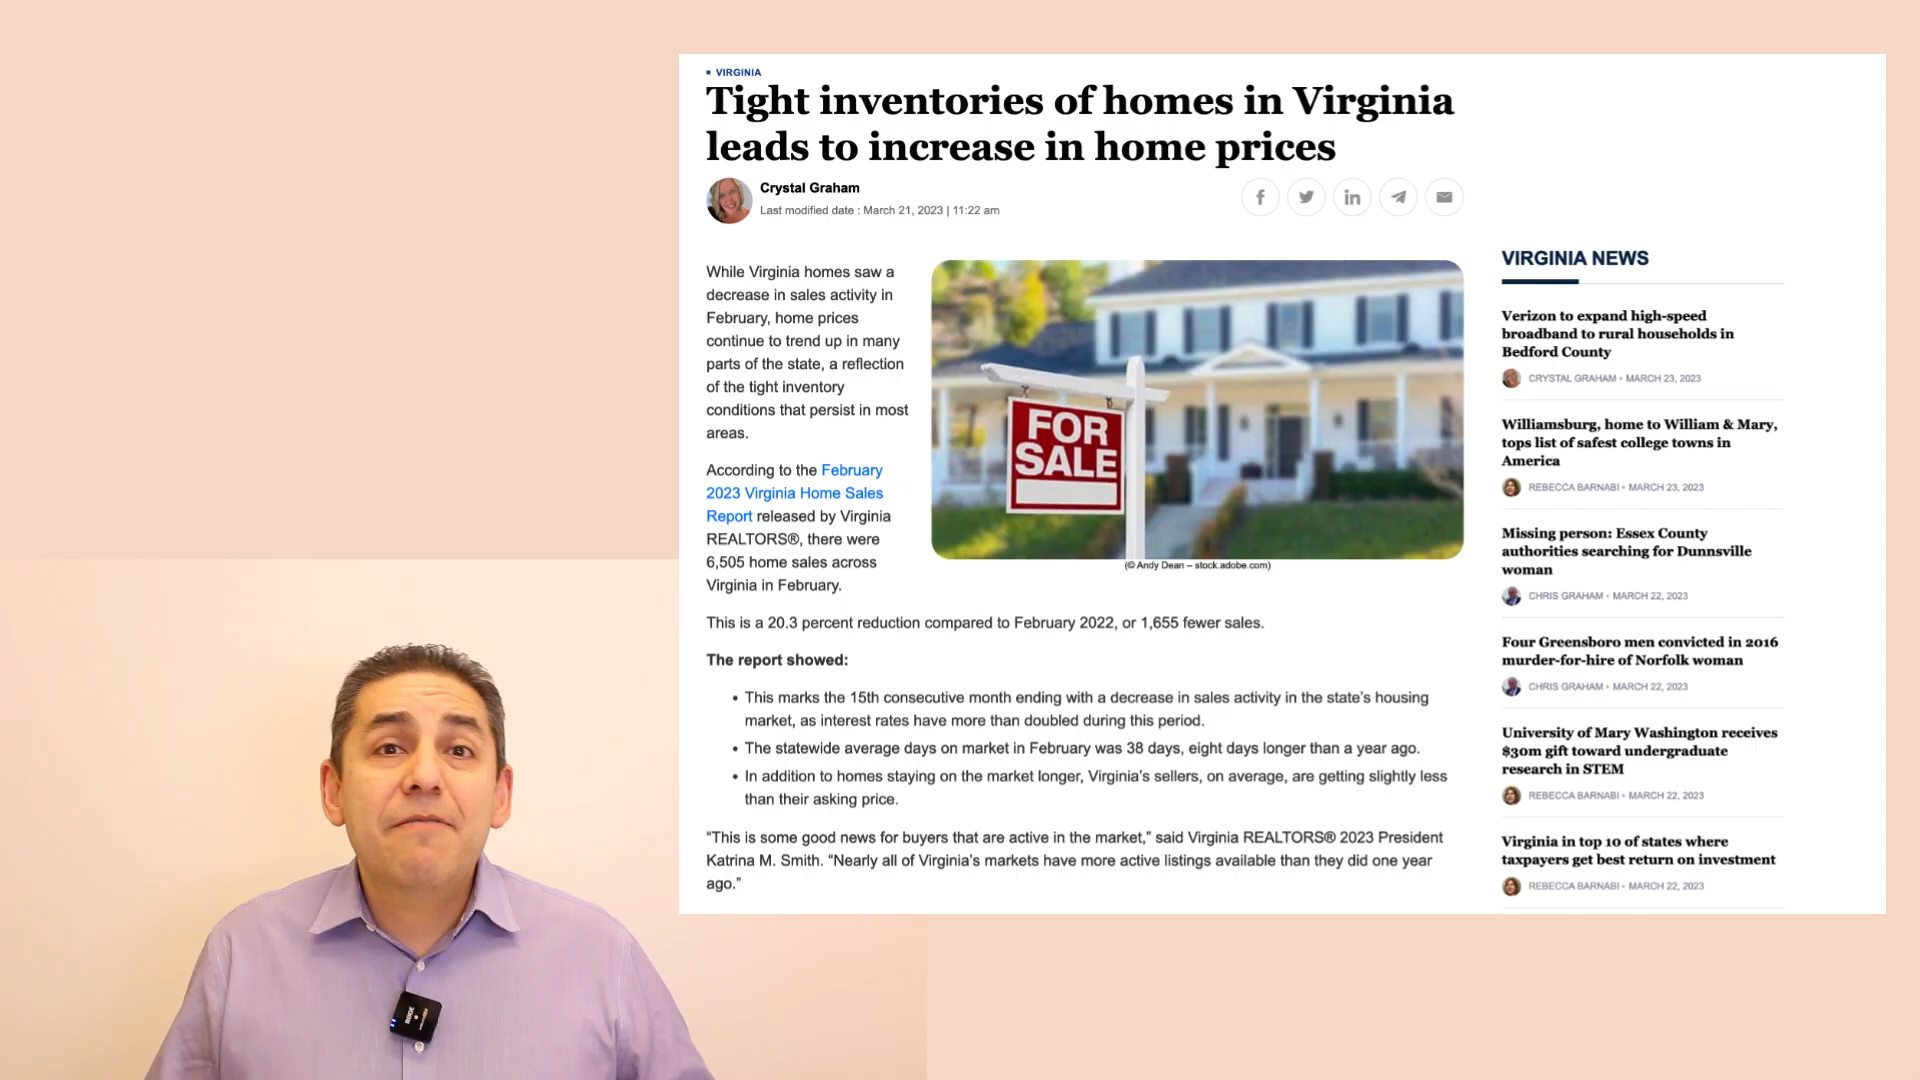 VIRGINIA
Tight inventories of homes in Virginia
leads to increase in home prices
Crystal Graham
Last modified date : March 21, 2023 | 11:22 am
While Virginia homes saw a
decrease in sales activity in
February, home prices
continue to trend up in many
parts of the state, a reflection
of the tight inventory
conditions that persist in most
areas.
According to the February
2023 Virginia Home Sales
Report released by Virginia
REALTORS®, there were
6,505 home sales across
Virginia in February.
FOR
SALE
(© Andy Dean – stock.adobe.com)
This is a 20.3 percent reduction compared to February 2022, or 1,655 fewer sales.
The report showed:
• This marks the 15th consecutive month ending with a decrease in sales activity in the state’s housing
market, as interest rates have more than doubled during this period.
• The statewide average days on market in February was 38 days, eight days longer than a year ago.
• In addition to homes staying on the market longer, Virginia’s sellers, on average, are getting slightly less
than their asking price.
“This is some good news for buyers that are active in the market,” said Virginia REALTORS® 2023 President
Katrina M. Smith. “Nearly all of Virginia’s markets have more active listings available than they did one year
ago.”
VIRGINIA NEWS
Verizon to expand high-speed
broadband to rural households in
Bedford County
CRYSTAL GRAHAM • MARCH 23, 2023
Williamsburg, home to William & Mary,
tops list of safest college towns in
America
REBECCA BARNABI • MARCH 23, 2023
Missing person: Essex County
authorities searching for Dunnsville
woman
CHRIS GRAHAM • MARCH 22, 2023
Four Greensboro men convicted in 2016
murder-for-hire of Norfolk woman
CHRIS GRAHAM • MARCH 22, 2023
University of Mary Washington receives
$30m gift toward undergraduate
research in STEM
REBECCA BARNABI • MARCH 22, 2023
Virginia in top 10 of states where
taxpayers get best return on investment
REBECCA BARNABI • MARCH 22, 2023